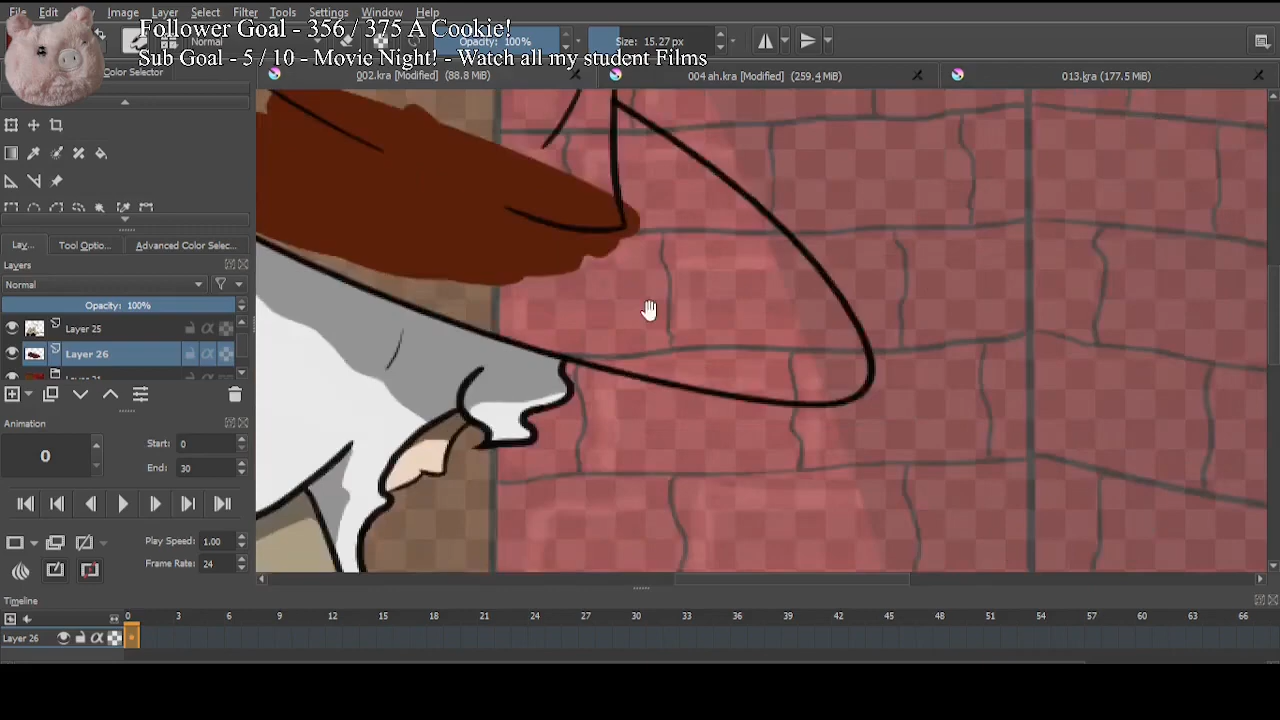 File Edit View Image Layer Select Filter Tools Settings Window Help
Follower Goal - 356 / 375 A Cookie!
Normal Opacity: 100% Size: 15.27 px
Sub Goal - 5 / 10 - Movie Night! - Watch all my student Films
Color Selector
002.kra [Modified] (88.8 MiB)
004 ah.kra [Modified] (259.4 MiB)
013.kra (177.5 MiB)
Lay... Tool Optio... Advanced Color Selec...
Layers
Normal
Opacity: 100%
Layer 25
Layer 26
Animation
0 Start: 0
End: 30
Play Speed: 1.00
Frame Rate: 24
Timeline
0 3 6 9 12 15 18 21 24 27 30 33 36 39 42 45 48 51 54 57 60 63 66
Layer 26